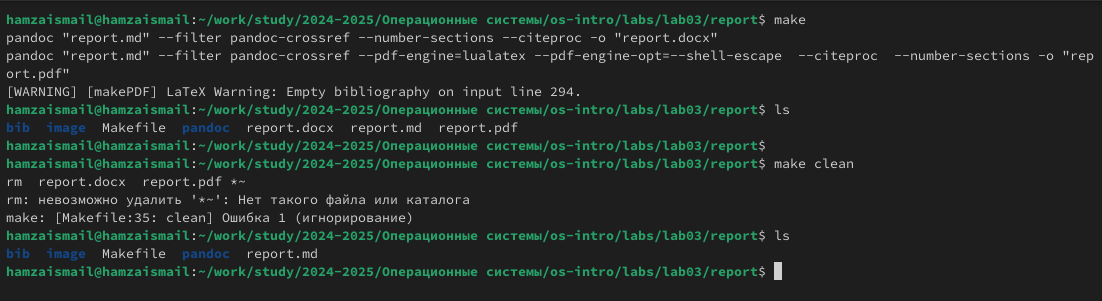 hamzaismail@hamzaismail:~/work/study/2024-2025/Операционные системы/os-intro/labs/lab03/report$ make
pandoc "report.md" --filter pandoc-crossref --number-sections --citeproc -o "report.docx"
pandoc "report.md" --filter pandoc-crossref --pdf-engine=lualatex --pdf-engine-opt=--shell-escape  --citeproc  --number-sections -o "rep
ort.pdf"
[WARNING] [makePDF] LaTeX Warning: Empty bibliography on input line 294.
hamzaismail@hamzaismail:~/work/study/2024-2025/Операционные системы/os-intro/labs/lab03/report$ ls
bib  image  Makefile  pandoc  report.docx  report.md  report.pdf
hamzaismail@hamzaismail:~/work/study/2024-2025/Операционные системы/os-intro/labs/lab03/report$
hamzaismail@hamzaismail:~/work/study/2024-2025/Операционные системы/os-intro/labs/lab03/report$ make clean
rm  report.docx  report.pdf *~
rm: невозможно удалить '*~': Нет такого файла или каталога
make: [Makefile:35: clean] Ошибка 1 (игнорирование)
hamzaismail@hamzaismail:~/work/study/2024-2025/Операционные системы/os-intro/labs/lab03/report$ ls
bib  image  Makefile  pandoc  report.md
hamzaismail@hamzaismail:~/work/study/2024-2025/Операционные системы/os-intro/labs/lab03/report$